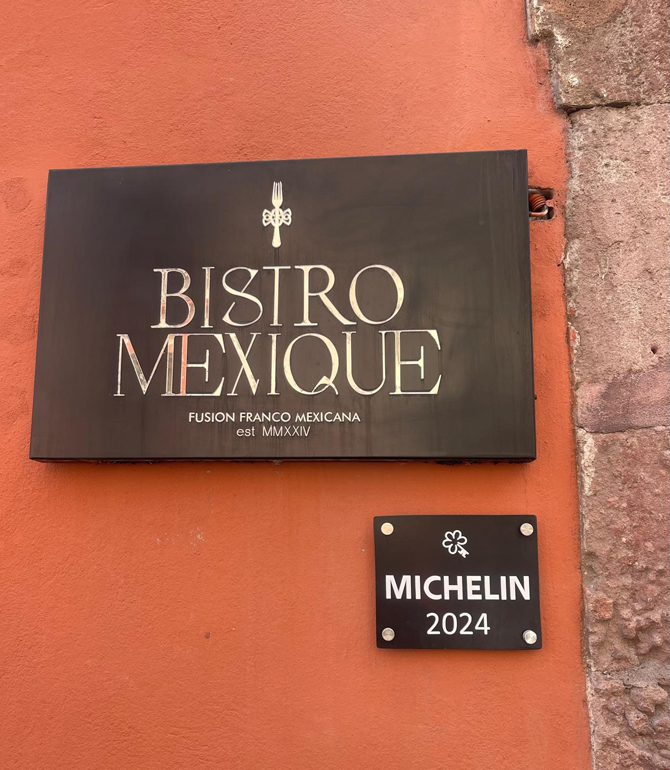 BISTRO
MEXIQUE
FUSION FRANCO MEXICANA
est MMXXIV
MICHELIN
2024